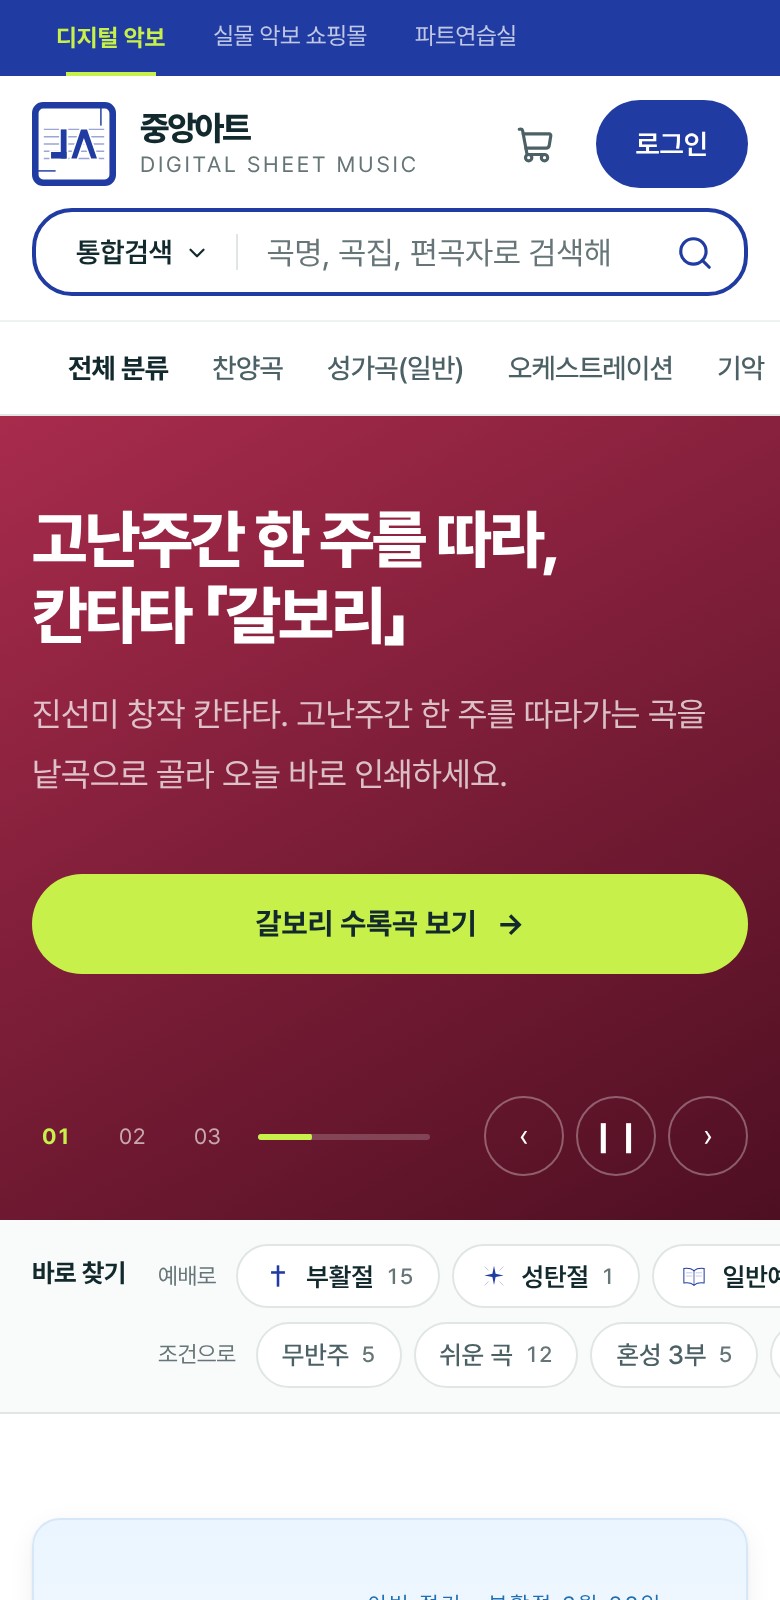 디지털 악보
실물 악보 쇼핑몰
파트연습실
중앙아트
DIGITAL SHEET MUSIC
로그인
통합검색
곡명, 곡집, 편곡자로 검색해
전체 분류
찬양곡
성가곡(일반)
오케스트레이션
기악
고난주간 한 주를 따라,
칸타타 「갈보리」
진선미 창작 칸타타. 고난주간 한 주를 따라가는 곡을
낱곡으로 골라 오늘 바로 인쇄하세요.
갈보리 수록곡 보기 →
01 02 03
바로 찾기
예배로
부활절 15
성탄절 1
조건으로
무반주 5
쉬운 곡 12
혼성 3부 5